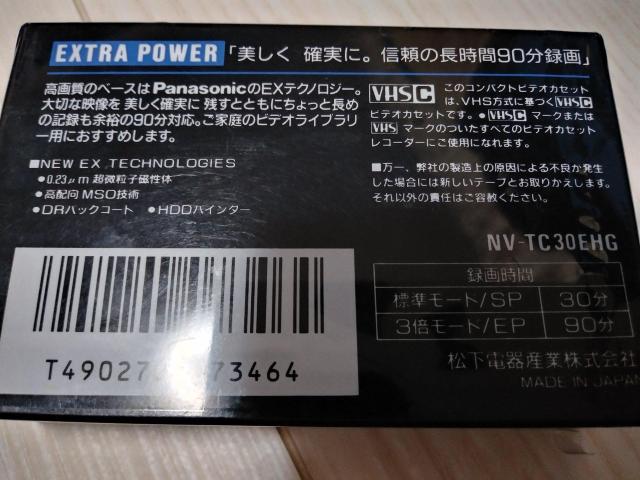 EXTRA POWER 「美しく 確実に。信頼の長時間90分録画」
高画質のベースはPanasonicのEXテクノロジー。
大切な映像を 美しく確実に 残すとともにちょっと長め
の記録も余裕の90分対応。ご家庭のビデオライブラリ
ー用におすすめします。
■NEW EX TECHNOLOGIES
●0.23μm 超微粒子磁性体
●高配向 MSO技術
●DRバックコート ●HDDバインダー
VHSC このコンパクトビデオカセット
は、VHS方式に基づくVHSC
ビデオカセットです。●VHSCマークまたは
VHS マークのついたすべてのビデオカセット
レコーダーにご使用になれます。
■万一、弊社の製造上の原因による不良か発生
した場合には新しいテープとお取りかえします。
それ以外の責任はご容赦ください。
NV-TC30EHG
録画時間
標準モード/SP 30分
3倍モード/EP 90分
松下電器産業株式会社
MADE IN JAPAN
T49027 73464